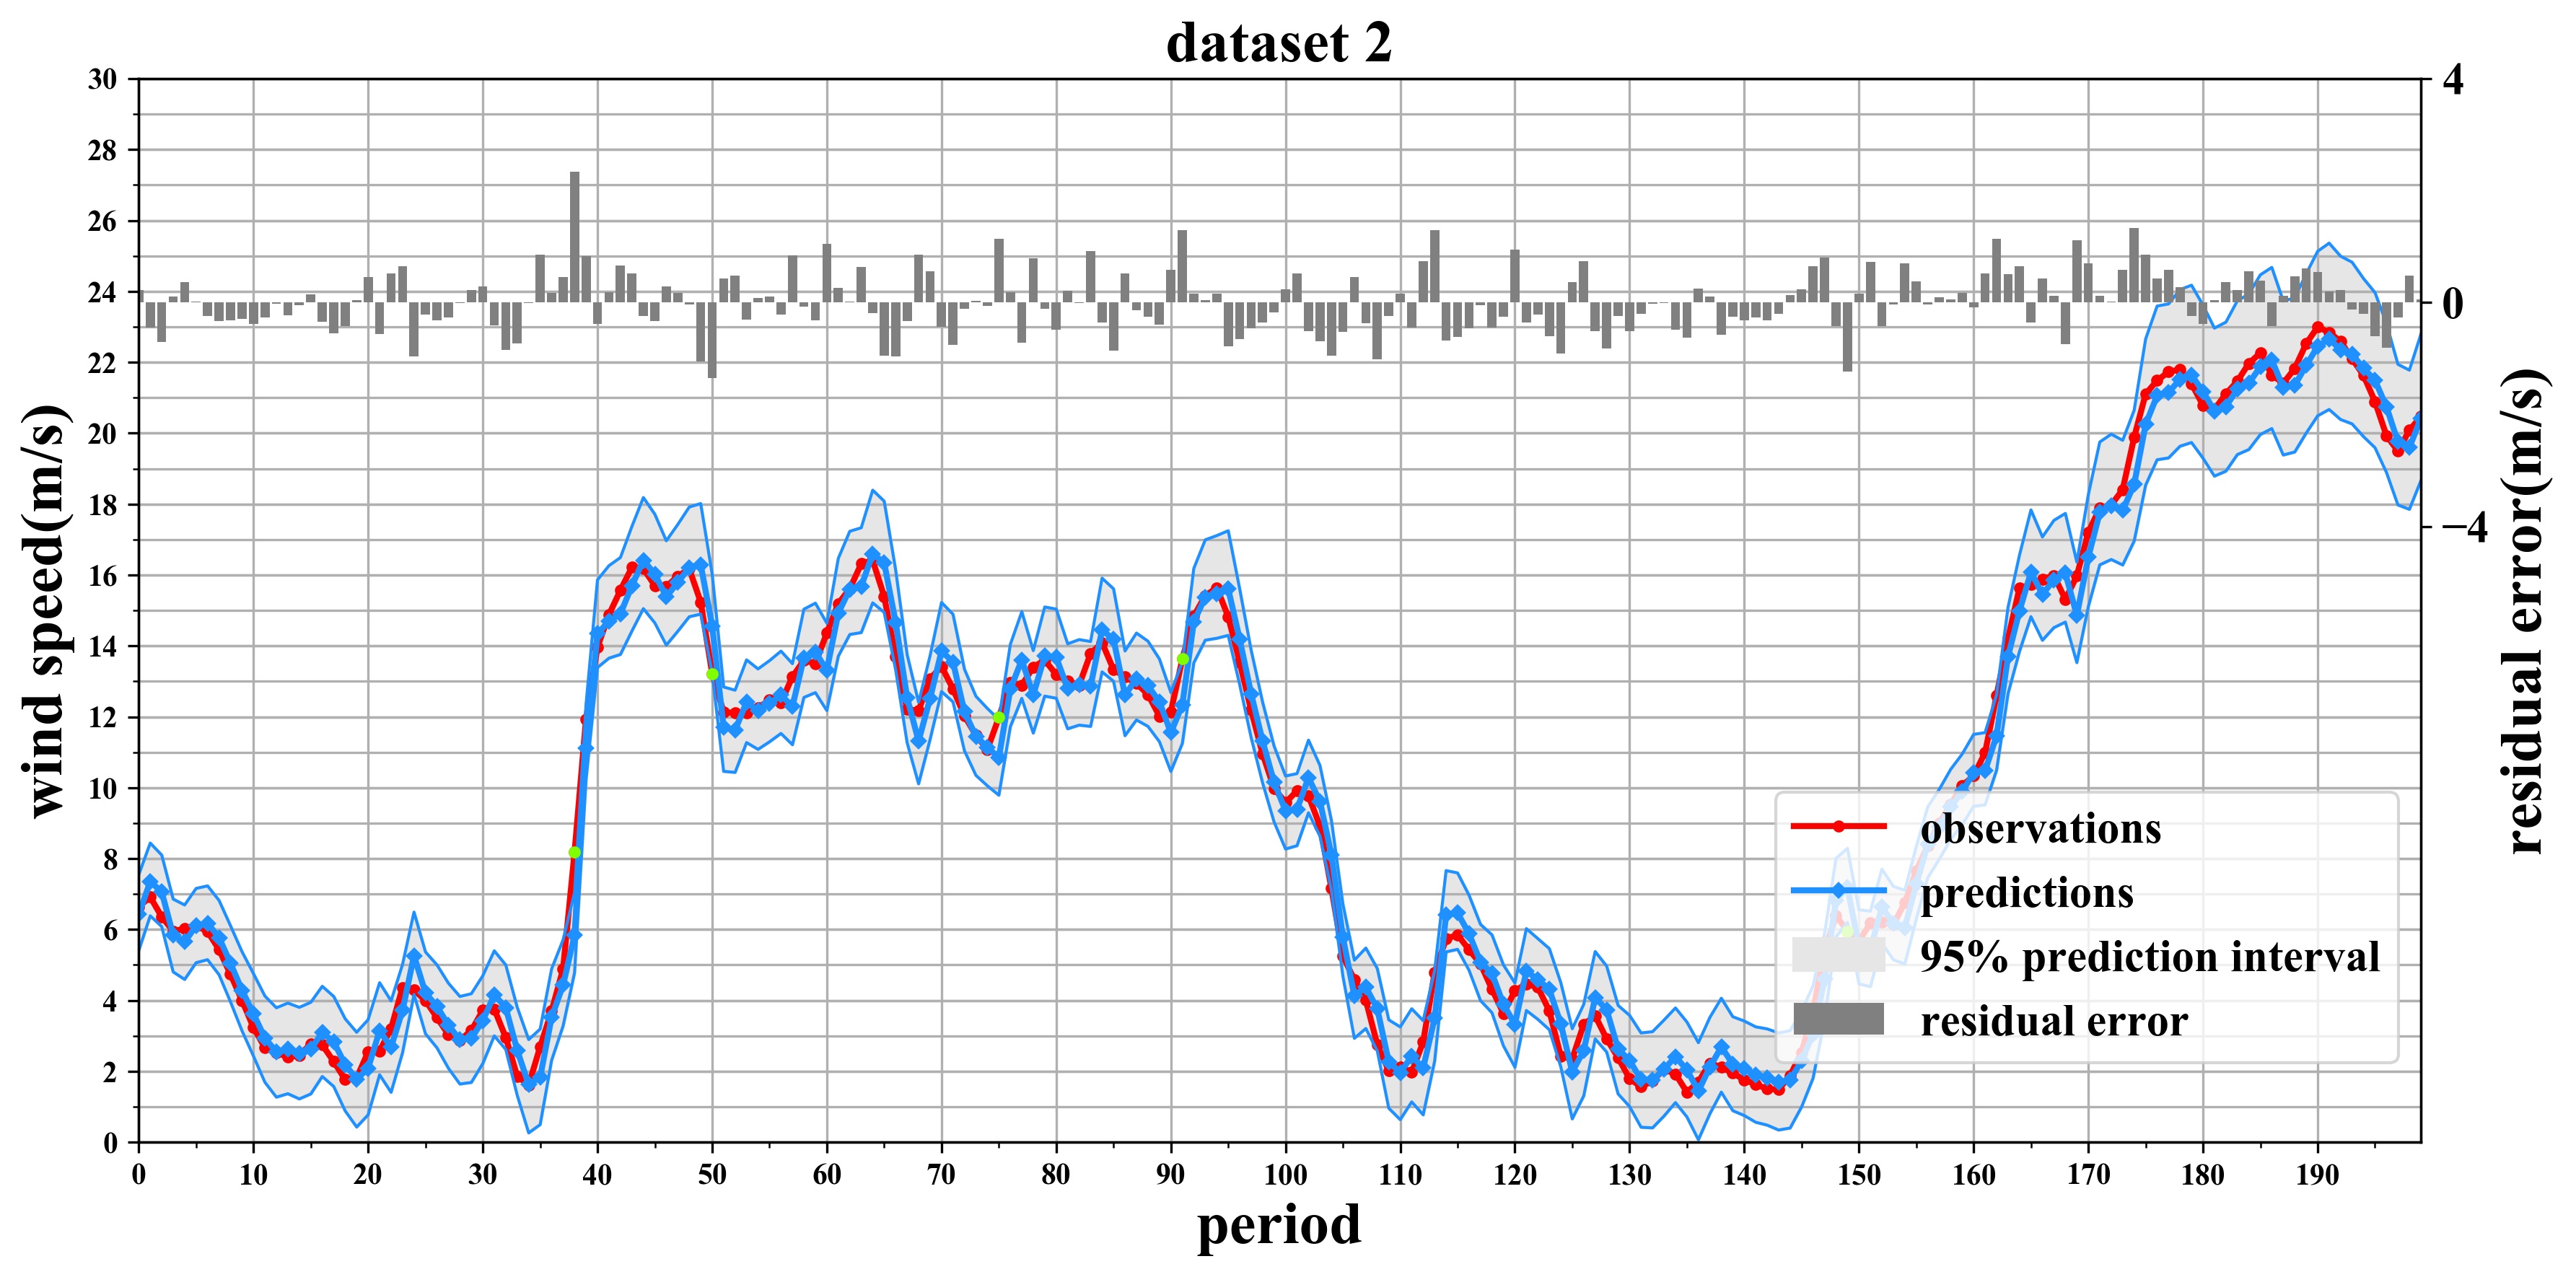 dataset 2
30
28
26
24
22
20
18
16
14
12
10
8
6
4
2
0
wind speed(m/s)
4
0
−4
residual error(m/s)
observations
predictions
95% prediction interval
residual error
0 10 20 30 40 50 60 70 80 90 100 110 120 130 140 150 160 170 180 190
period